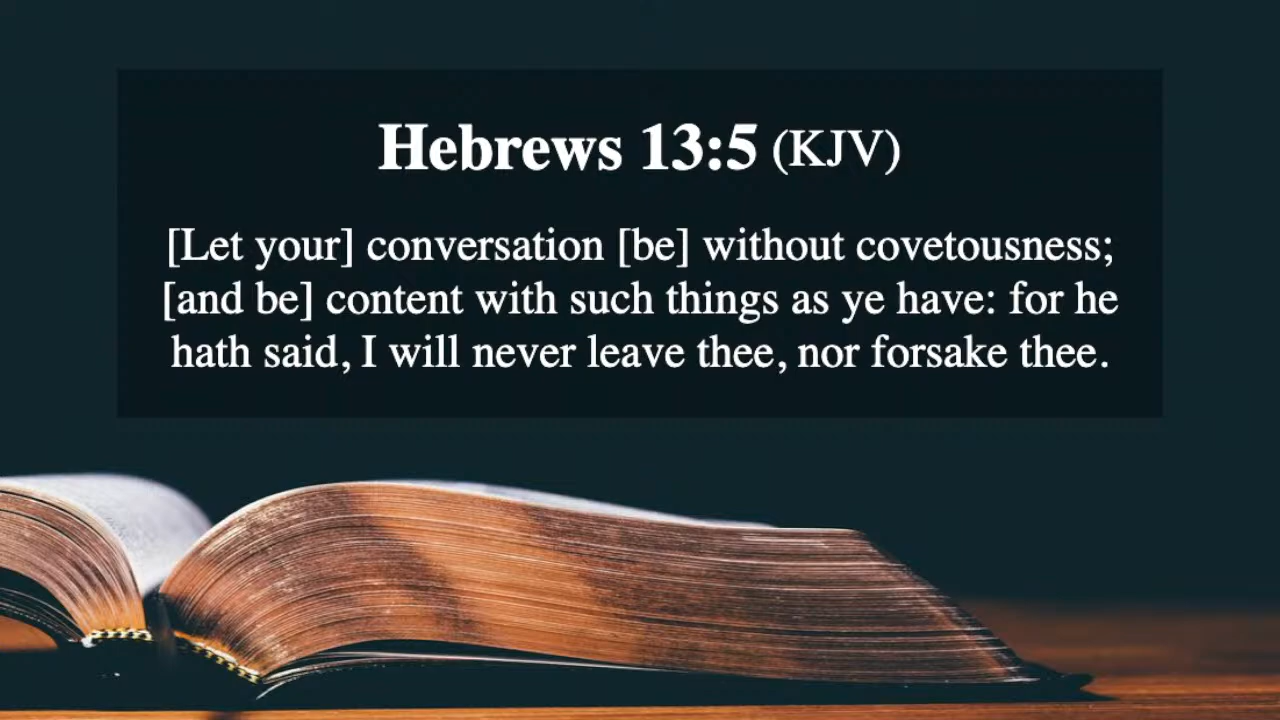 Hebrews 13:5 (KJV)
[Let your] conversation [be] without covetousness;
[and be] content with such things as ye have: for he
hath said, I will never leave thee, nor forsake thee.